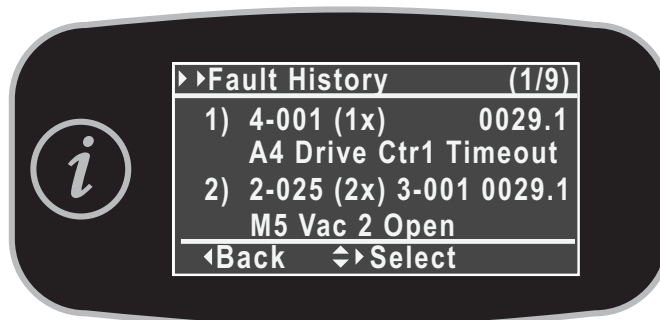 Fault History (1/9)
1) 4-001 (1x) 0029.1
A4 Drive Ctr1 Timeout
2) 2-025 (2x) 3-001 0029.1
M5 Vac 2 Open
Back Select
i